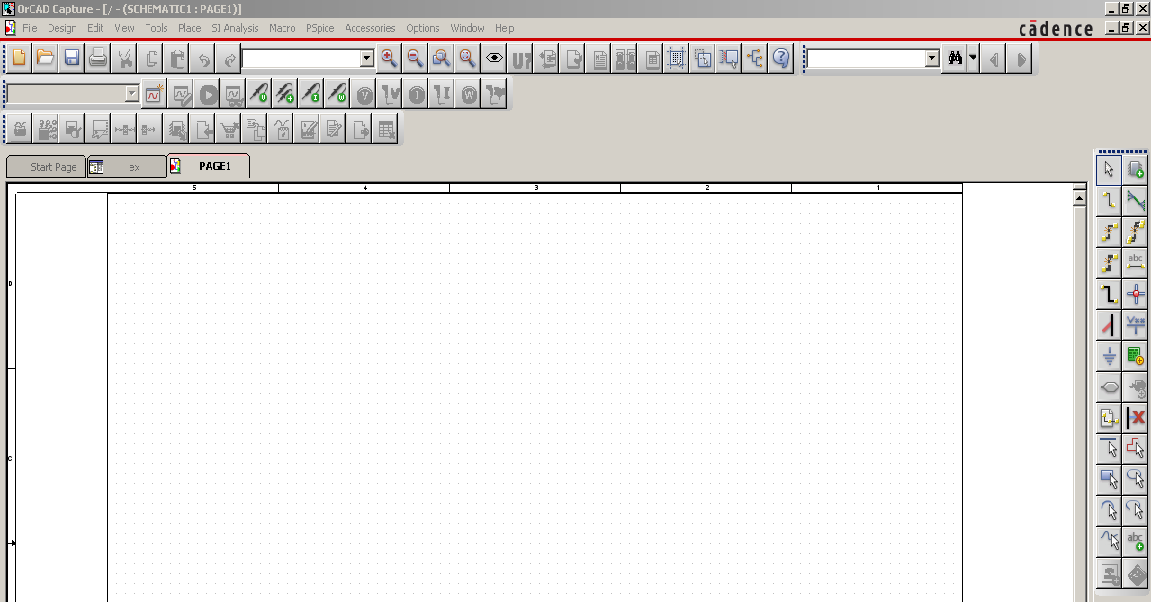 OrCAD Capture - [/ - (SCHEMATIC1 : PAGE1)]
File Design Edit View Tools Place SI Analysis Macro PSpice Accessories Options Window Help
cādence
U?
V I W
V I W
Start Page ex PAGE1
5 4 3 2 1
D
abc
Vxx
C
abc